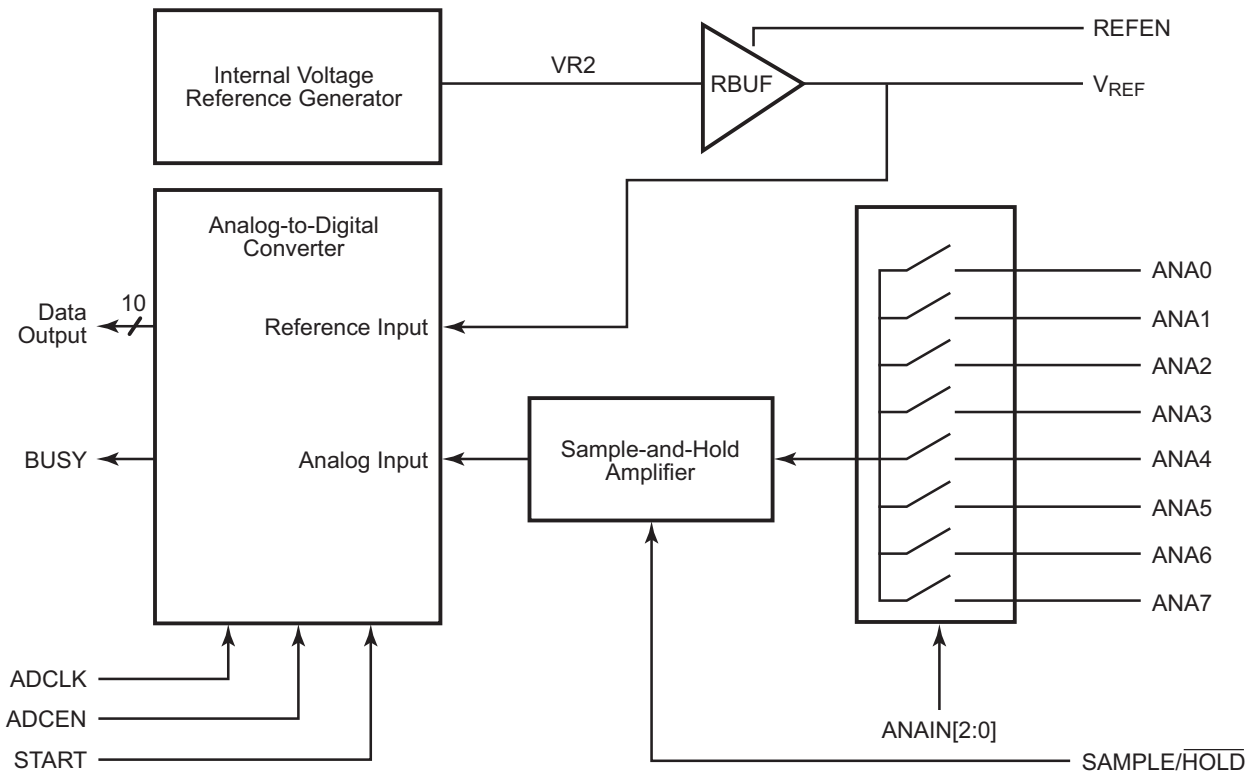 REFEN
Internal Voltage
Reference Generator
VR2
RBUF
VREF
Analog-to-Digital
Converter
Data
Output
10
Reference Input
BUSY
Analog Input
Sample-and-Hold
Amplifier
ANA0
ANA1
ANA2
ANA3
ANA4
ANA5
ANA6
ANA7
ADCLK
ADCEN
START
ANAIN[2:0]
SAMPLE/HOLD